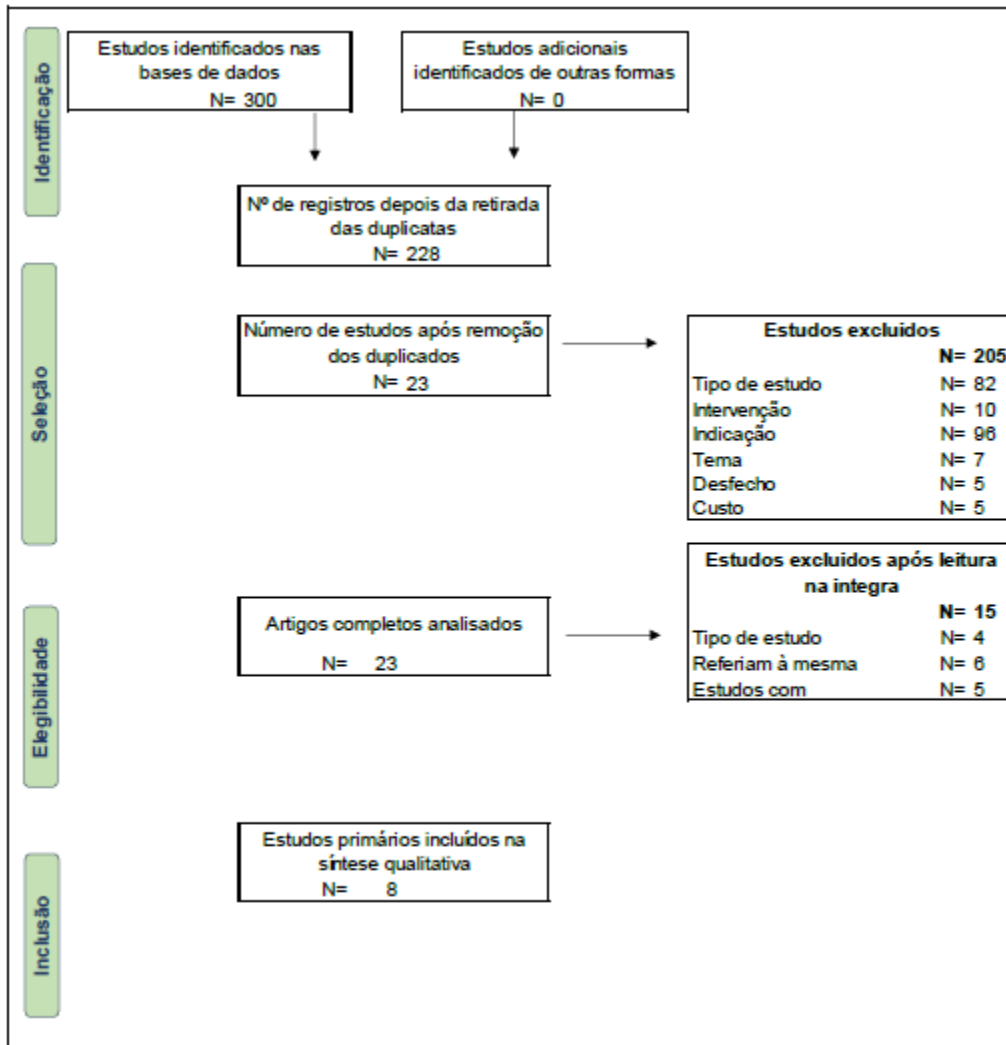 Identificação
Estudos identificados nas
bases de dados
N= 300
Estudos adicionais
identificados de outras formas
N= 0
Nº de registros depois da retirada
das duplicatas
N= 228
Seleção
Número de estudos após remoção
dos duplicados
N= 23
Estudos excluidos
N= 205
Tipo de estudo N= 82
Intervenção N= 10
Indicação N= 96
Tema N= 7
Desfecho N= 5
Custo N= 5
Elegibilidade
Artigos completos analisados
N= 23
Estudos excluidos após leitura
na integra
N= 15
Tipo de estudo N= 4
Referiam à mesma N= 6
Estudos com N= 5
Inclusão
Estudos primários incluídos na
síntese qualitativa
N= 8